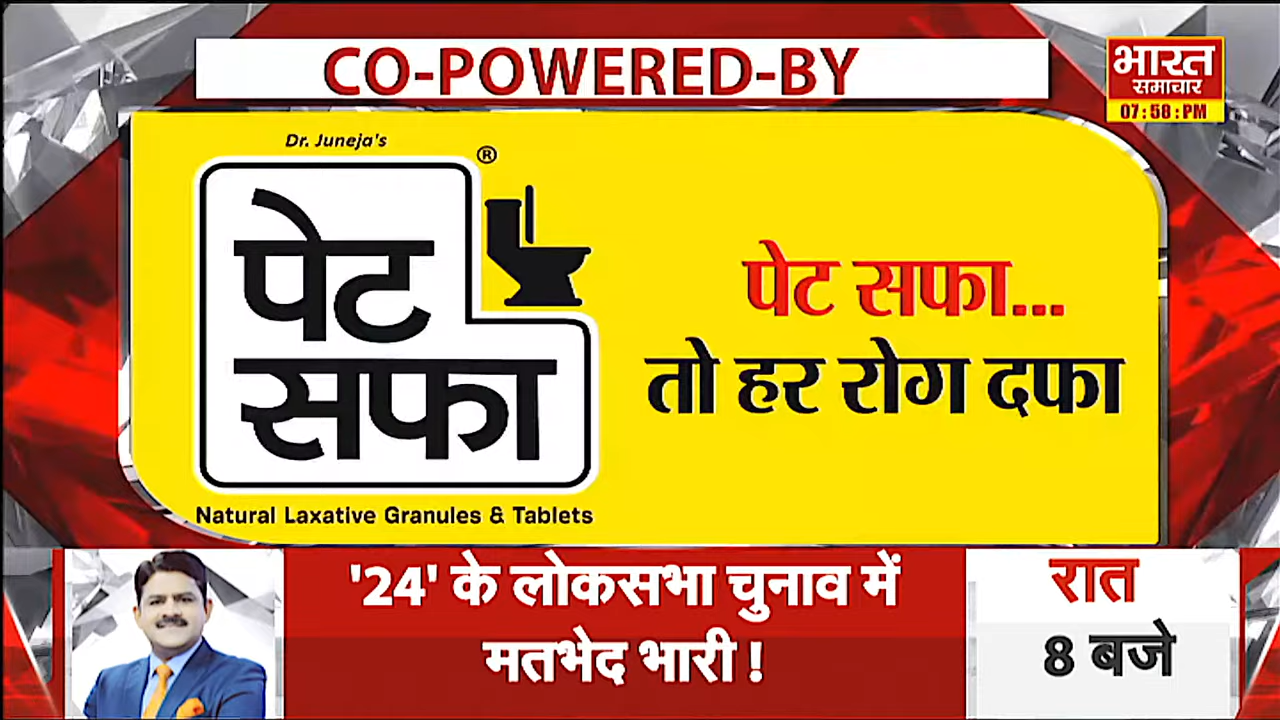 CO-POWERED-BY
भारत
समाचार
07:58:PM
Dr. Juneja's
®
पेट
सफा
Natural Laxative Granules & Tablets
पेट सफा...
तो हर रोग दफा
'24' के लोकसभा चुनाव में
मतभेद भारी !
रात
8 बजे